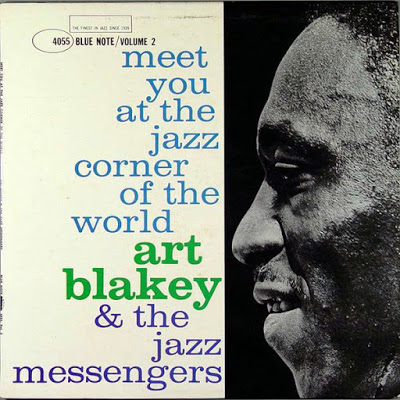 THE FINEST IN JAZZ SINCE 1939
4055 BLUE NOTE/VOLUME 2
meet
you
at the
jazz
corner
of the
world
art
blakey
& the
jazz
messengers